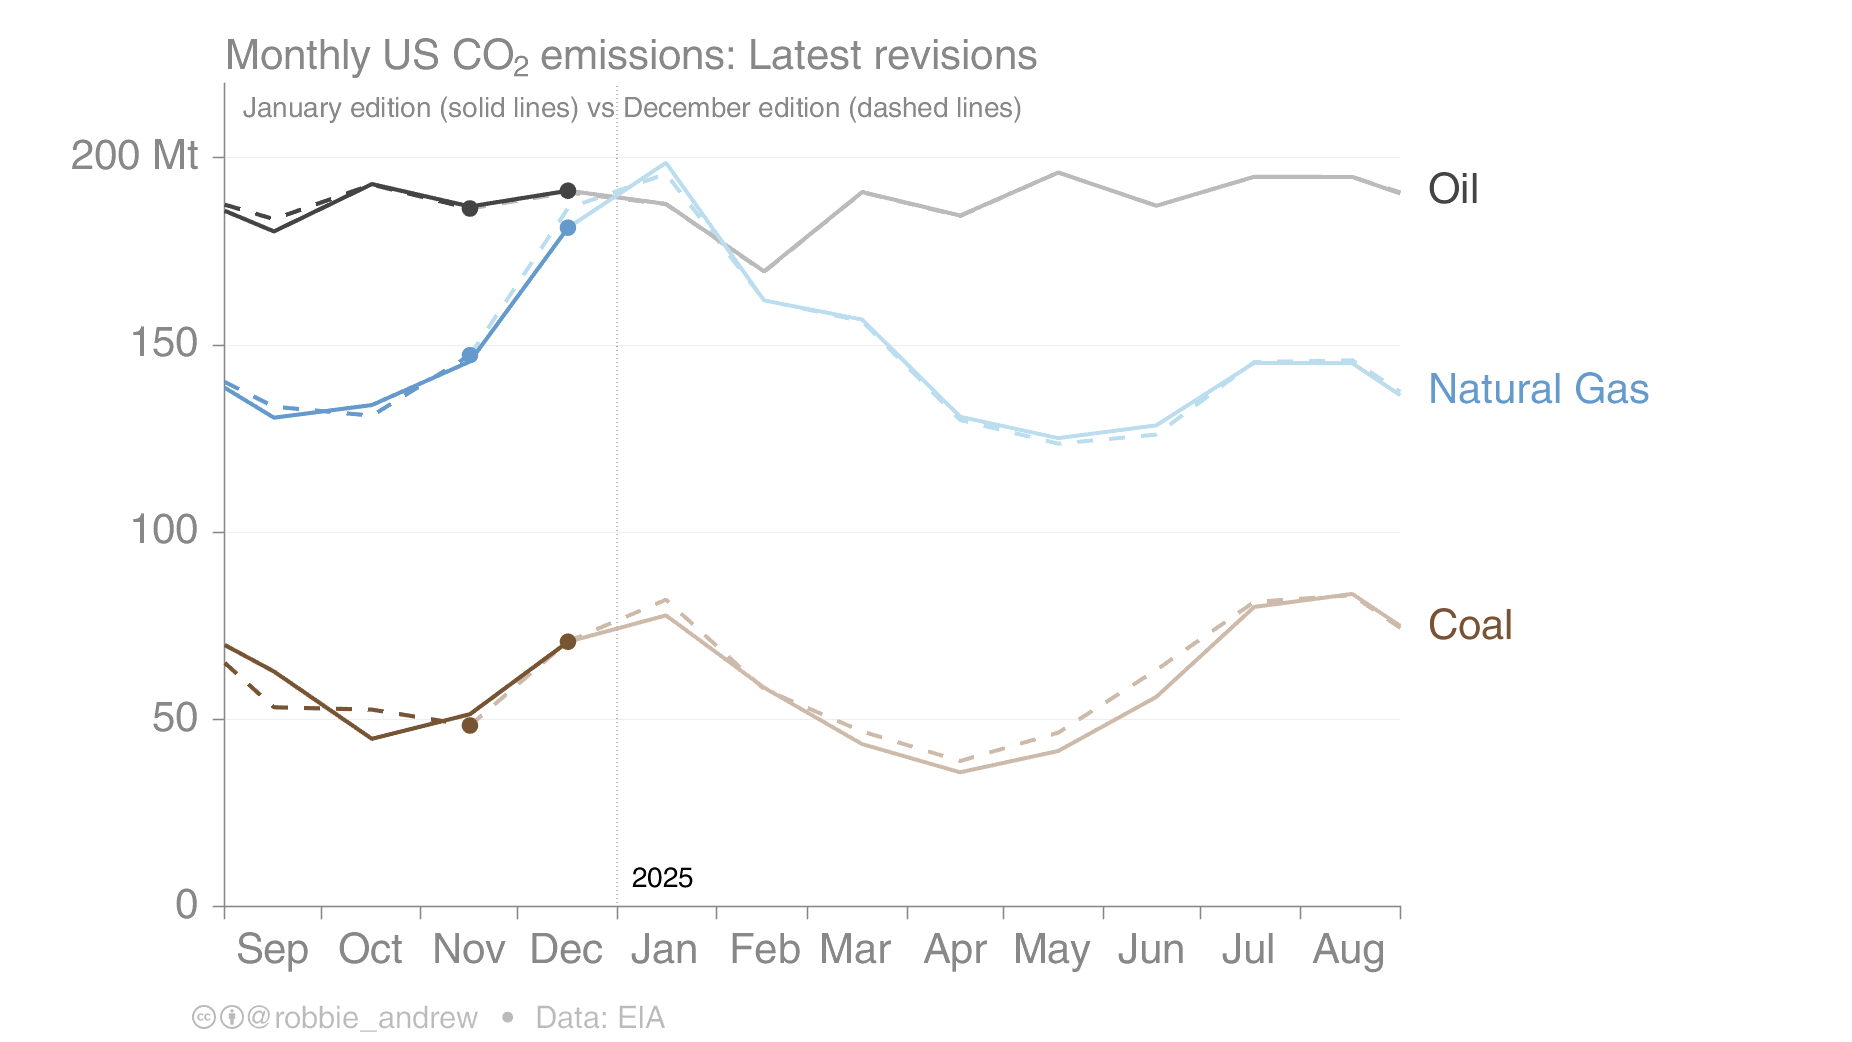 Monthly US CO₂ emissions: Latest revisions
January edition (solid lines) vs December edition (dashed lines)
200 Mt
150
100
50
0
Oil
Natural Gas
Coal
2025
Sep Oct Nov Dec Jan Feb Mar Apr May Jun Jul Aug
@robbie_andrew • Data: EIA